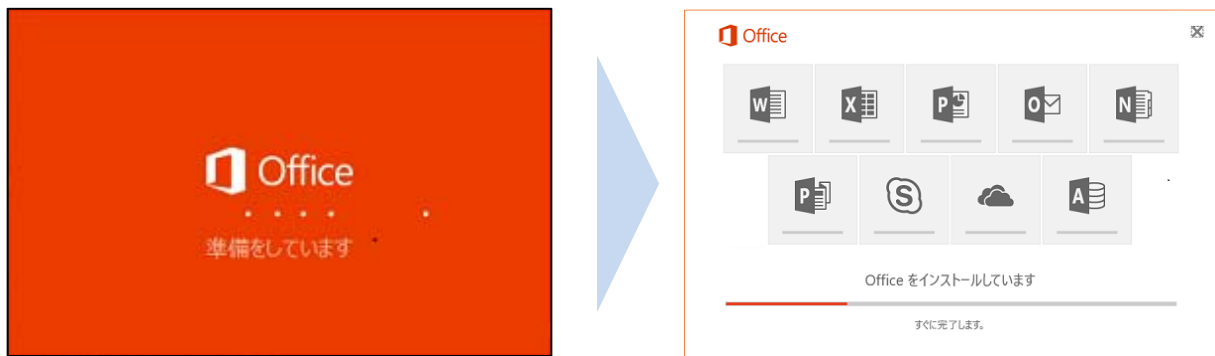 Office
準備をしています
Office
W
X
P
O
N
P
S
A
Office をインストールしています
すぐに完了します。